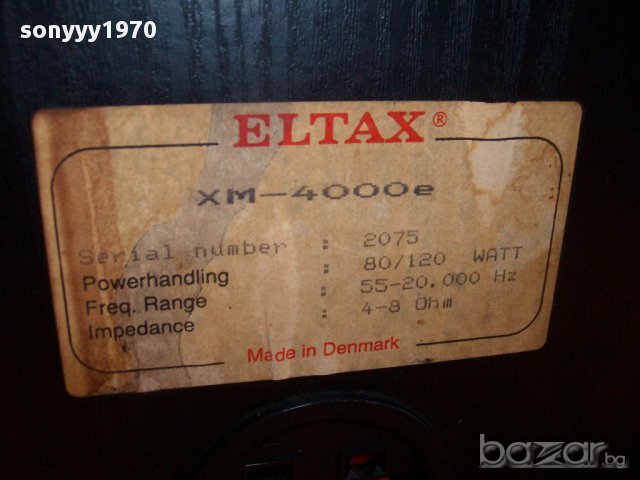 sonyyy1970
ELTAX®
XM-4000e
Serial number : 2075
Powerhandling : 80/120 WATT
Freq. Range : 55-20.000 Hz
Impedance : 4-8 Ohm
Made in Denmark
bazar.bg